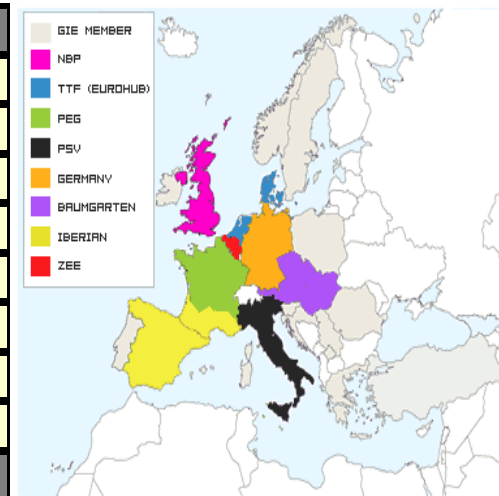 GIE MEMBER
NBP
TTF (EUROHUB)
PEG
PSV
GERMANY
BAUMGARTEN
IBERIAN
ZEE